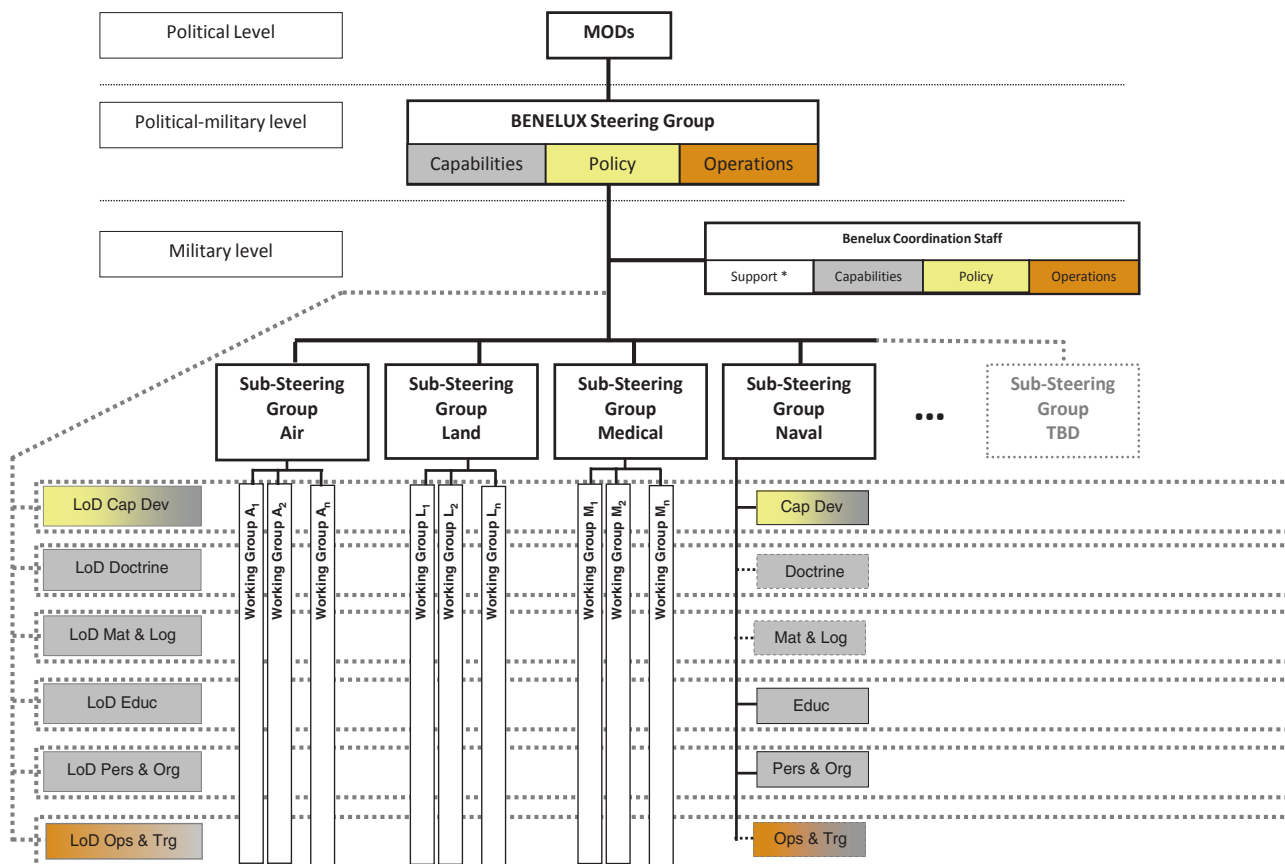 Political Level
MODs
Political-military level
BENELUX Steering Group
Capabilities
Policy
Operations
Military level
Benelux Coordination Staff
Support *
Capabilities
Policy
Operations
Sub-Steering
Group
Air
Sub-Steering
Group
Land
Sub-Steering
Group
Medical
Sub-Steering
Group
Naval
...
Sub-Steering
Group
TBD
LoD Cap Dev
LoD Doctrine
LoD Mat & Log
LoD Educ
LoD Pers & Org
LoD Ops & Trg
Working Group A1
Working Group A2
Working Group An
Working Group L1
Working Group L2
Working Group Ln
Working Group M1
Working Group M2
Working Group Mn
Cap Dev
Doctrine
Mat & Log
Educ
Pers & Org
Ops & Trg